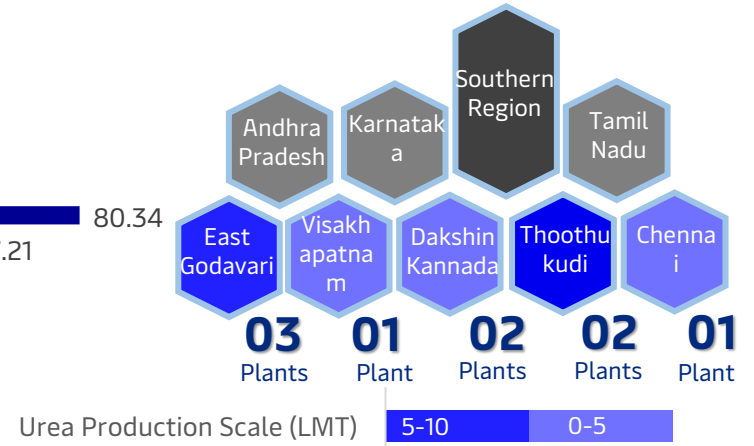 Southern
Region
Andhra
Pradesh
Karnatak
a
Tamil
Nadu
80.34
.21
East
Godavari
Visakh
apatna
m
Dakshin
Kannada
Thoothu
kudi
Chenna
i
03
Plants
01
Plant
02
Plants
02
Plants
01
Plant
Urea Production Scale (LMT)
5-10
0-5